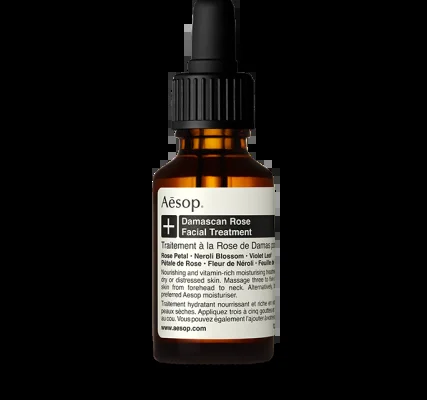 Aēsop.
Damascan Rose
Facial Treatment
Traitement à la Rose de Damas
Rose Petal · Neroli Blossom · Violet Leaf
Pétale de Rose · Fleur de Néroli · Feuille
Nourishing and vitamin-rich moisturising
dry or distressed skin. Massage three to
skin from forehead to neck. Alternatively,
preferred Aesop moisturiser.
Traitement hydratant nourrissant et riche en
peaux sèches. Appliquez trois à cinq
au cou. Vous pouvez également l'ajouter
www.aesop.com